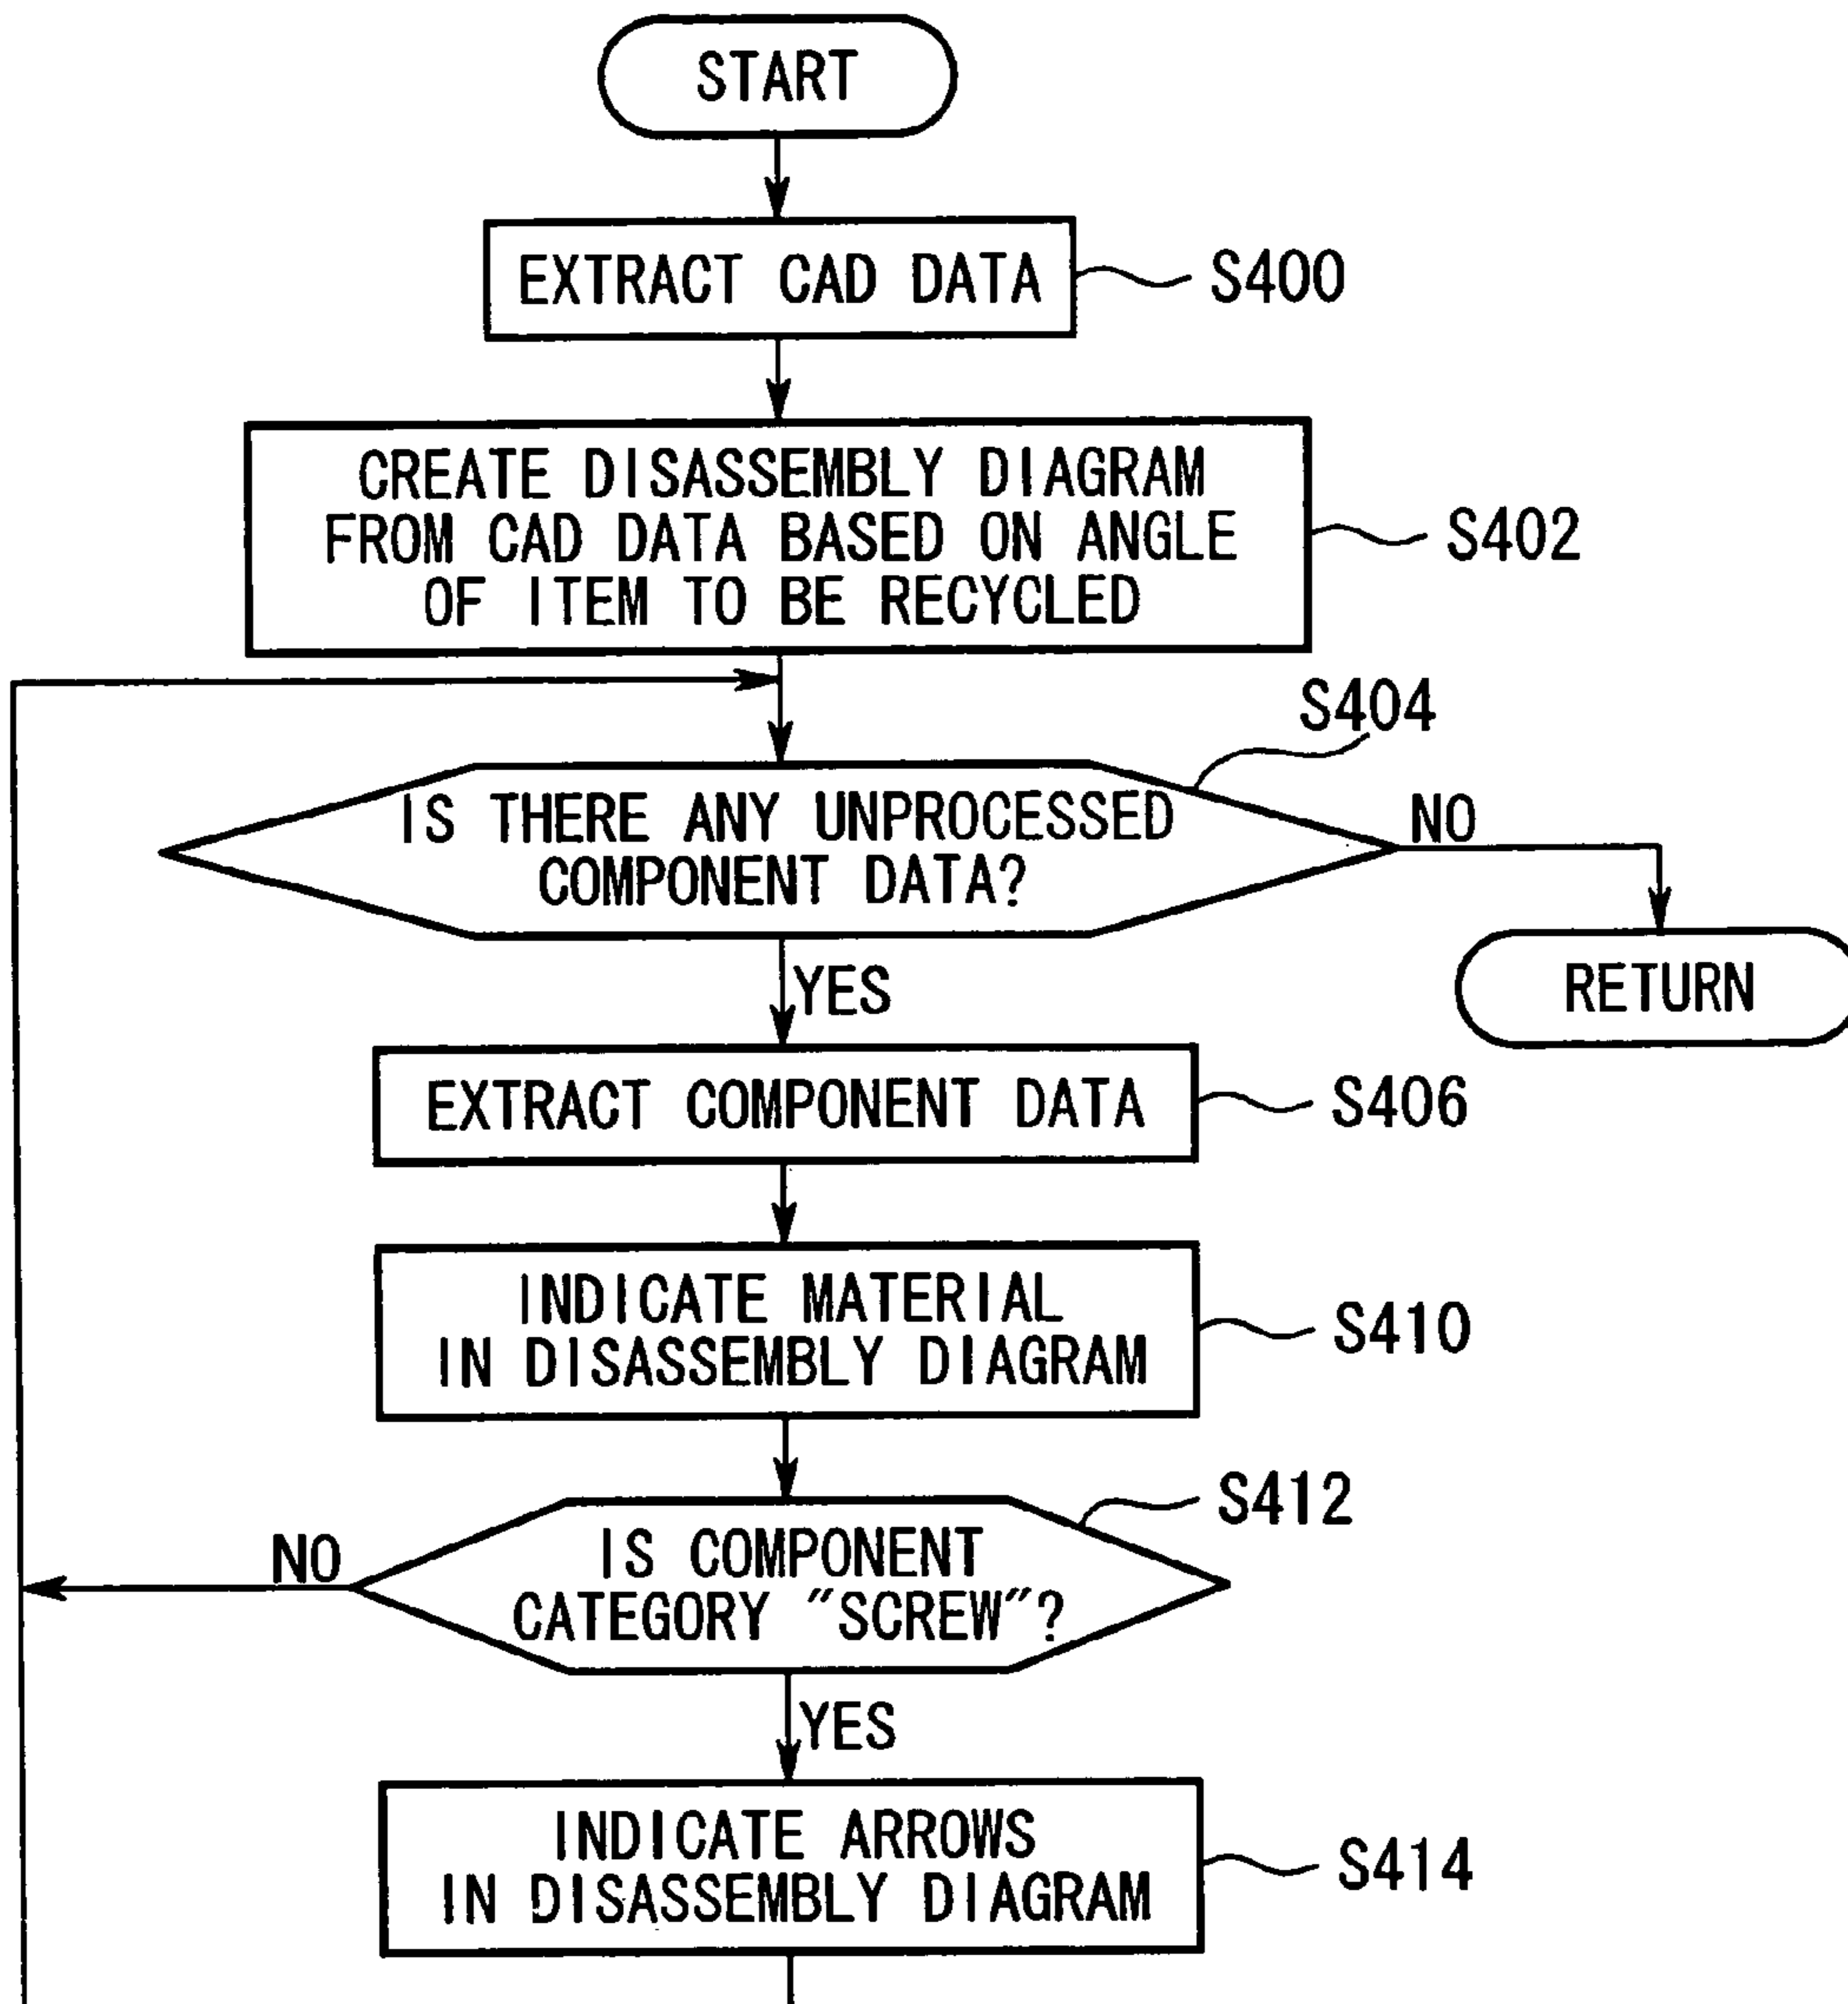 START
EXTRACT CAD DATA
S400
CREATE DISASSEMBLY DIAGRAM
FROM CAD DATA BASED ON ANGLE
OF ITEM TO BE RECYCLED
S402
S404
IS THERE ANY UNPROCESSED
COMPONENT DATA?
NO
YES
RETURN
EXTRACT COMPONENT DATA
S406
INDICATE MATERIAL
IN DISASSEMBLY DIAGRAM
S410
S412
IS COMPONENT
CATEGORY "SCREW"?
NO
YES
INDICATE ARROWS
IN DISASSEMBLY DIAGRAM
S414